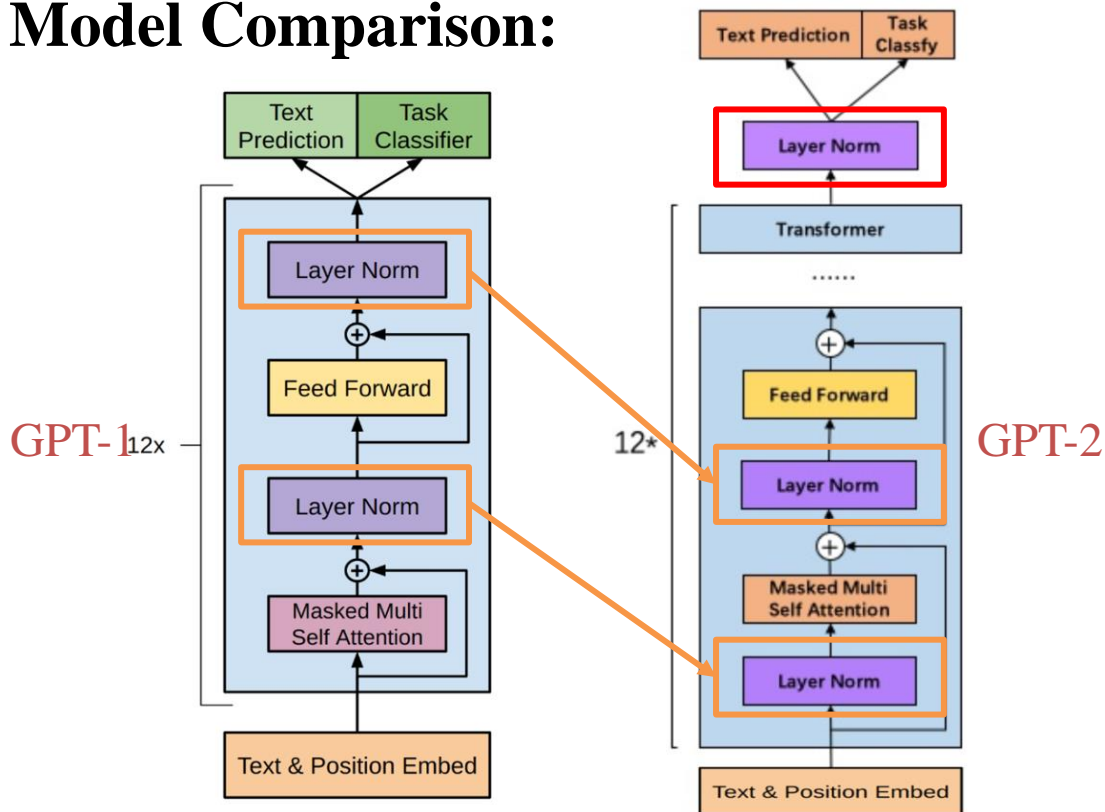 Model Comparison:
GPT-1
12x
Text
Prediction
Task
Classifier
Layer Norm
Feed Forward
Layer Norm
Masked Multi
Self Attention
Text & Position Embed
GPT-2
12*
Text Prediction
Task
Classfy
Layer Norm
Transformer
......
Feed Forward
Layer Norm
Masked Multi
Self Attention
Layer Norm
Text & Position Embed